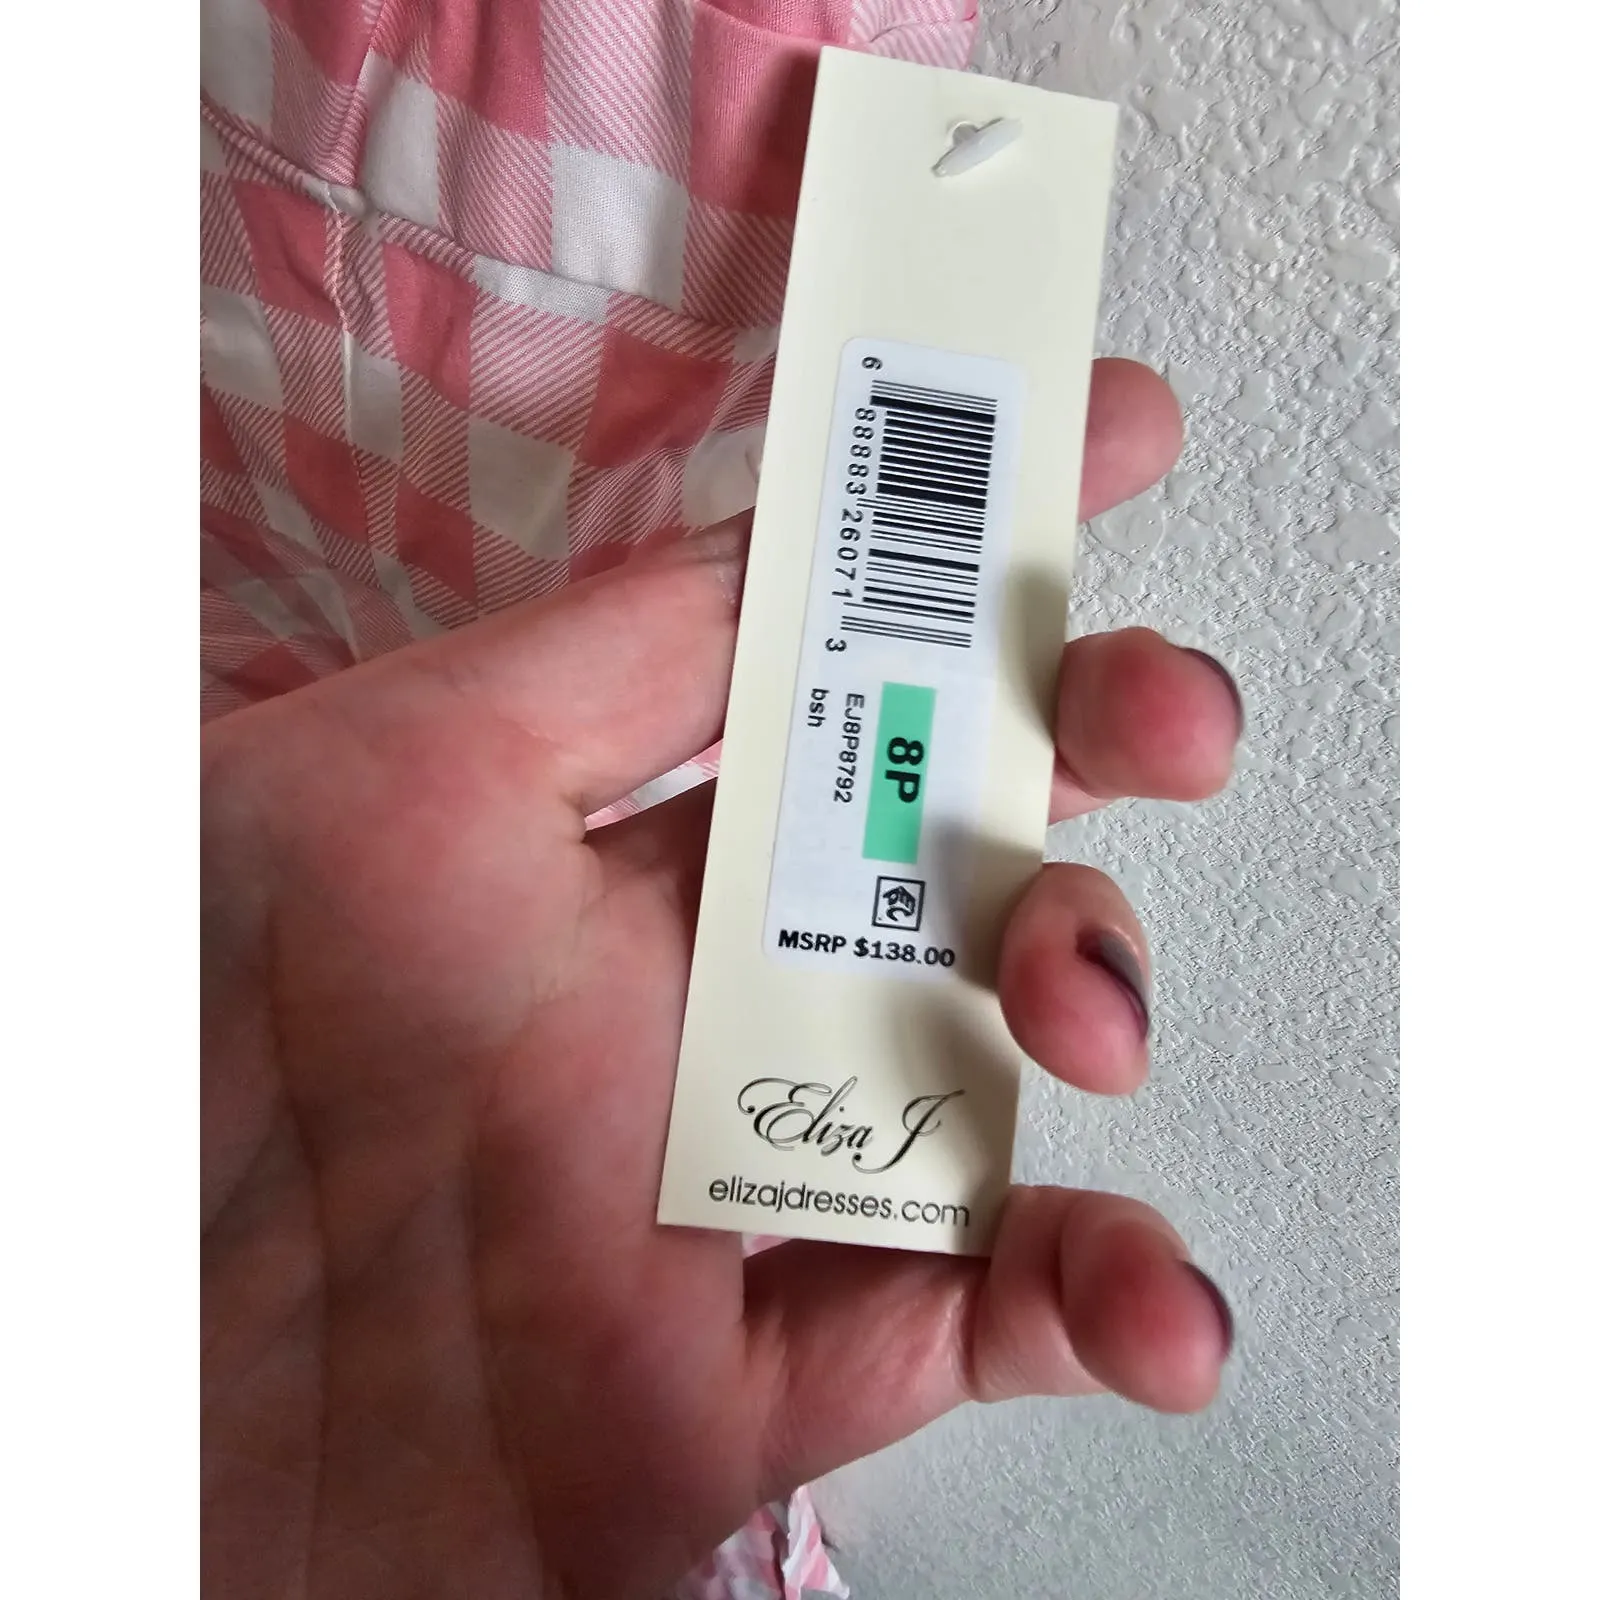 6 88883 26071 3
8P
EJ8P8792
bsh
MSRP $138.00
Eliza J
elizajdresses.com